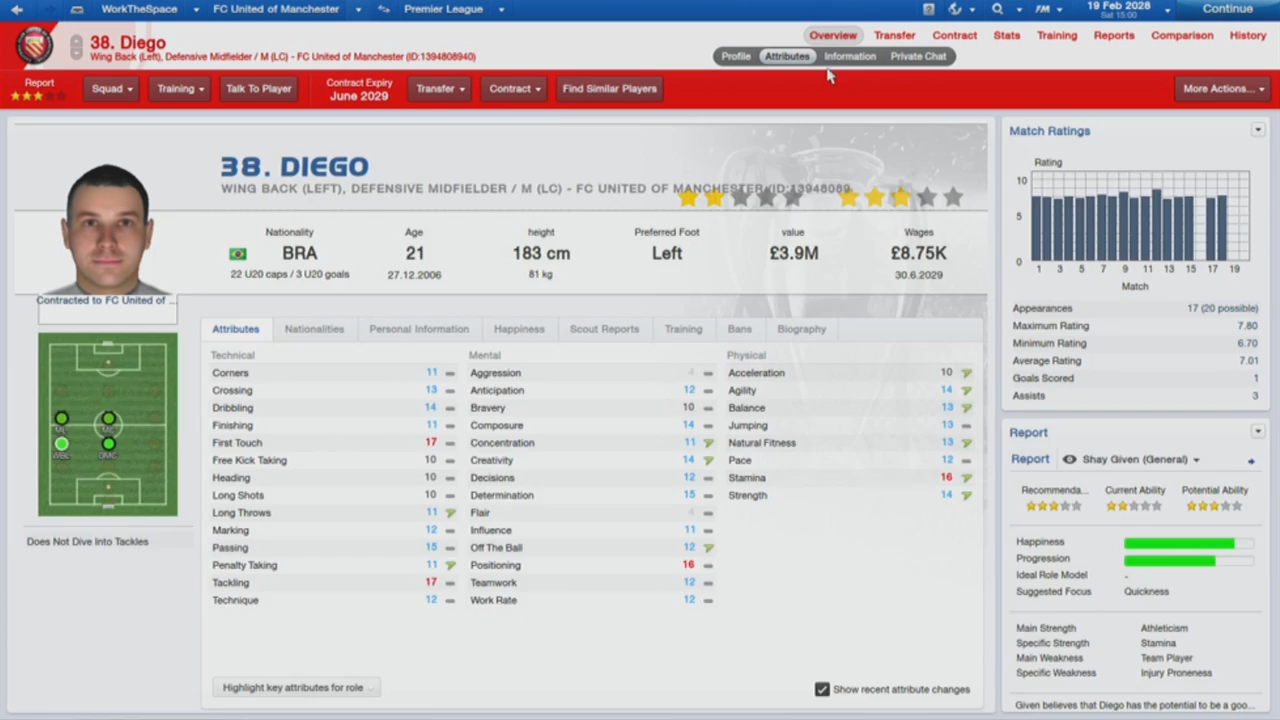 WorkTheSpace FC United of Manchester Premier League FM 19 Feb 2028 Continue
Sat 15:00
38. Diego
Wing Back (Left), Defensive Midfielder / M (LC) - FC United of Manchester (ID:1394808940)
Overview Transfer Contract Stats Training Reports Comparison History
Profile Attributes Information Private Chat
Report Squad Training Talk To Player Contract Expiry June 2029 Transfer Contract Find Similar Players More Actions...
38. DIEGO
WING BACK (LEFT), DEFENSIVE MIDFIELDER / M (LC) - FC UNITED OF MANCHESTER (ID:13948089
Nationality Age height Preferred Foot value Wages
BRA 21 183 cm Left £3.9M £8.75K
22 U20 caps / 3 U20 goals 27.12.2006 81 kg 30.6.2029
Contracted to FC United of ...
ML MC
WBL DMC
Does Not Dive Into Tackles
Attributes Nationalities Personal Information Happiness Scout Reports Training Bans Biography
Technical Mental Physical
Corners 11 Aggression 4 Acceleration 10
Crossing 13 Anticipation 12 Agility 14
Dribbling 14 Bravery 10 Balance 13
Finishing 11 Composure 14 Jumping 13
First Touch 17 Concentration 11 Natural Fitness 13
Free Kick Taking 10 Creativity 14 Pace 12
Heading 10 Decisions 12 Stamina 16
Long Shots 10 Determination 15 Strength 14
Long Throws 11 Flair 4
Marking 12 Influence 11
Passing 15 Off The Ball 12
Penalty Taking 11 Positioning 16
Tackling 17 Teamwork 12
Technique 12 Work Rate 12
Highlight key attributes for role
Show recent attribute changes
Match Ratings
Rating
10
5
0
1 3 5 7 9 11 13 15 17 19
Match
Appearances 17 (20 possible)
Maximum Rating 7.80
Minimum Rating 6.70
Average Rating 7.01
Goals Scored 1
Assists 3
Report
Report Shay Given (General)
Recommenda... Current Ability Potential Ability
Happiness
Progression
Ideal Role Model -
Suggested Focus Quickness
Main Strength Athleticism
Specific Strength Stamina
Main Weakness Team Player
Specific Weakness Injury Proneness
Given believes that Diego has the potential to be a goo...